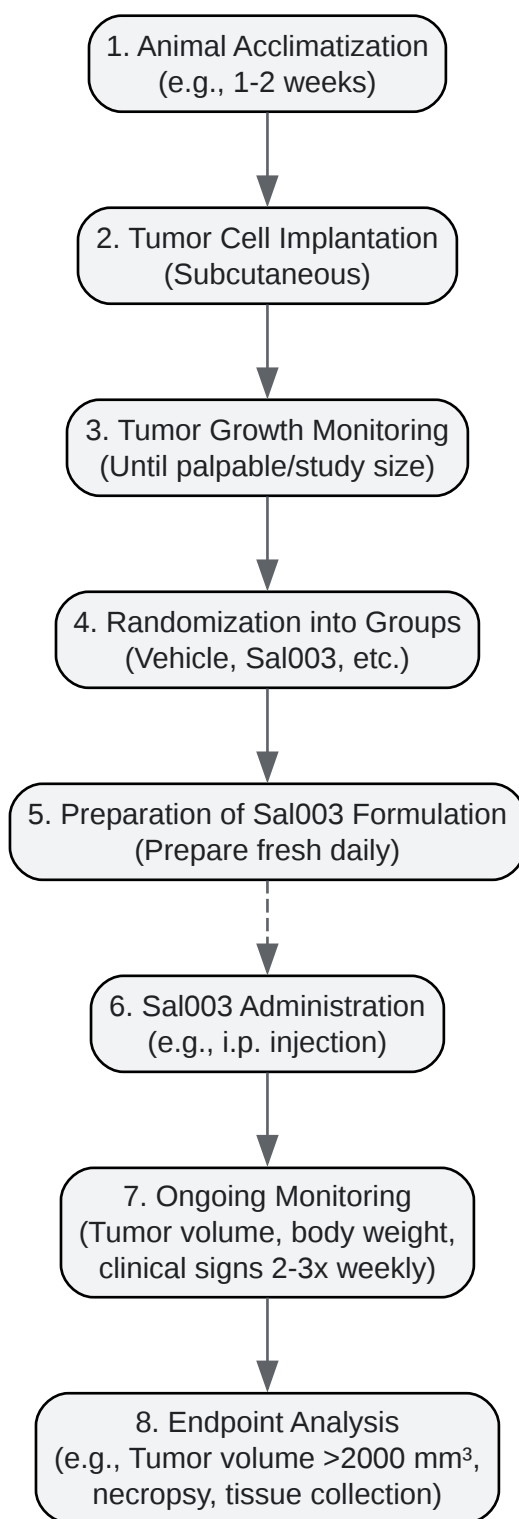 1. Animal Acclimatization
(e.g., 1-2 weeks)
2. Tumor Cell Implantation
(Subcutaneous)
3. Tumor Growth Monitoring
(Until palpable/study size)
4. Randomization into Groups
(Vehicle, Sal003, etc.)
5. Preparation of Sal003 Formulation
(Prepare fresh daily)
6. Sal003 Administration
(e.g., i.p. injection)
7. Ongoing Monitoring
(Tumor volume, body weight,
clinical signs 2-3x weekly)
8. Endpoint Analysis
(e.g., Tumor volume >2000 mm³,
necropsy, tissue collection)